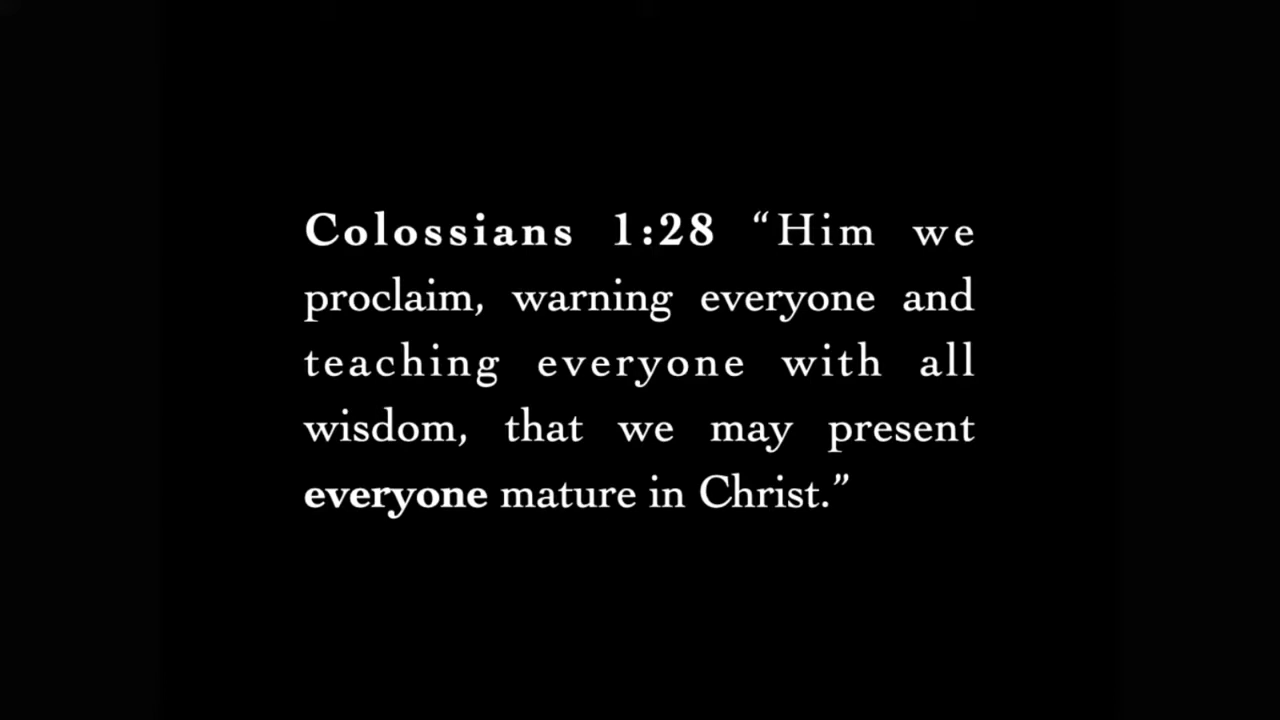 Colossians 1:28 “Him we
proclaim, warning everyone and
teaching everyone with all
wisdom, that we may present
everyone mature in Christ.”